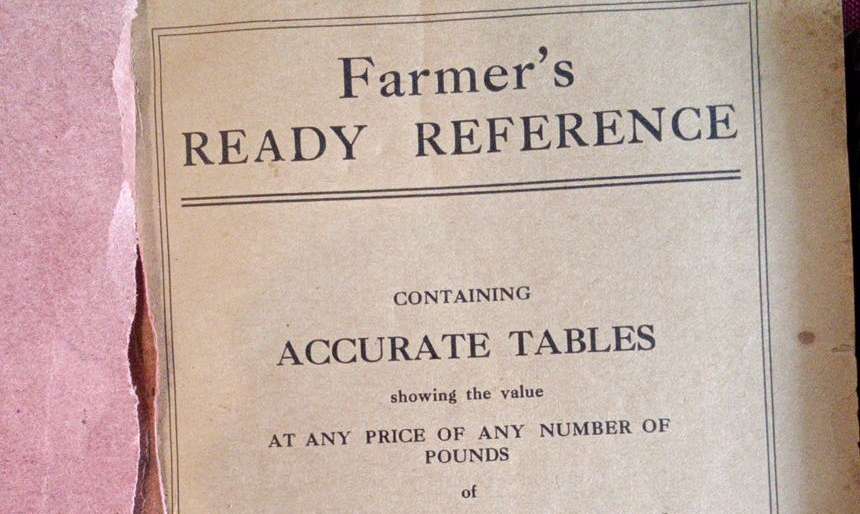 Farmer's
READY REFERENCE
CONTAINING
ACCURATE TABLES
showing the value
AT ANY PRICE OF ANY NUMBER OF
POUNDS
of